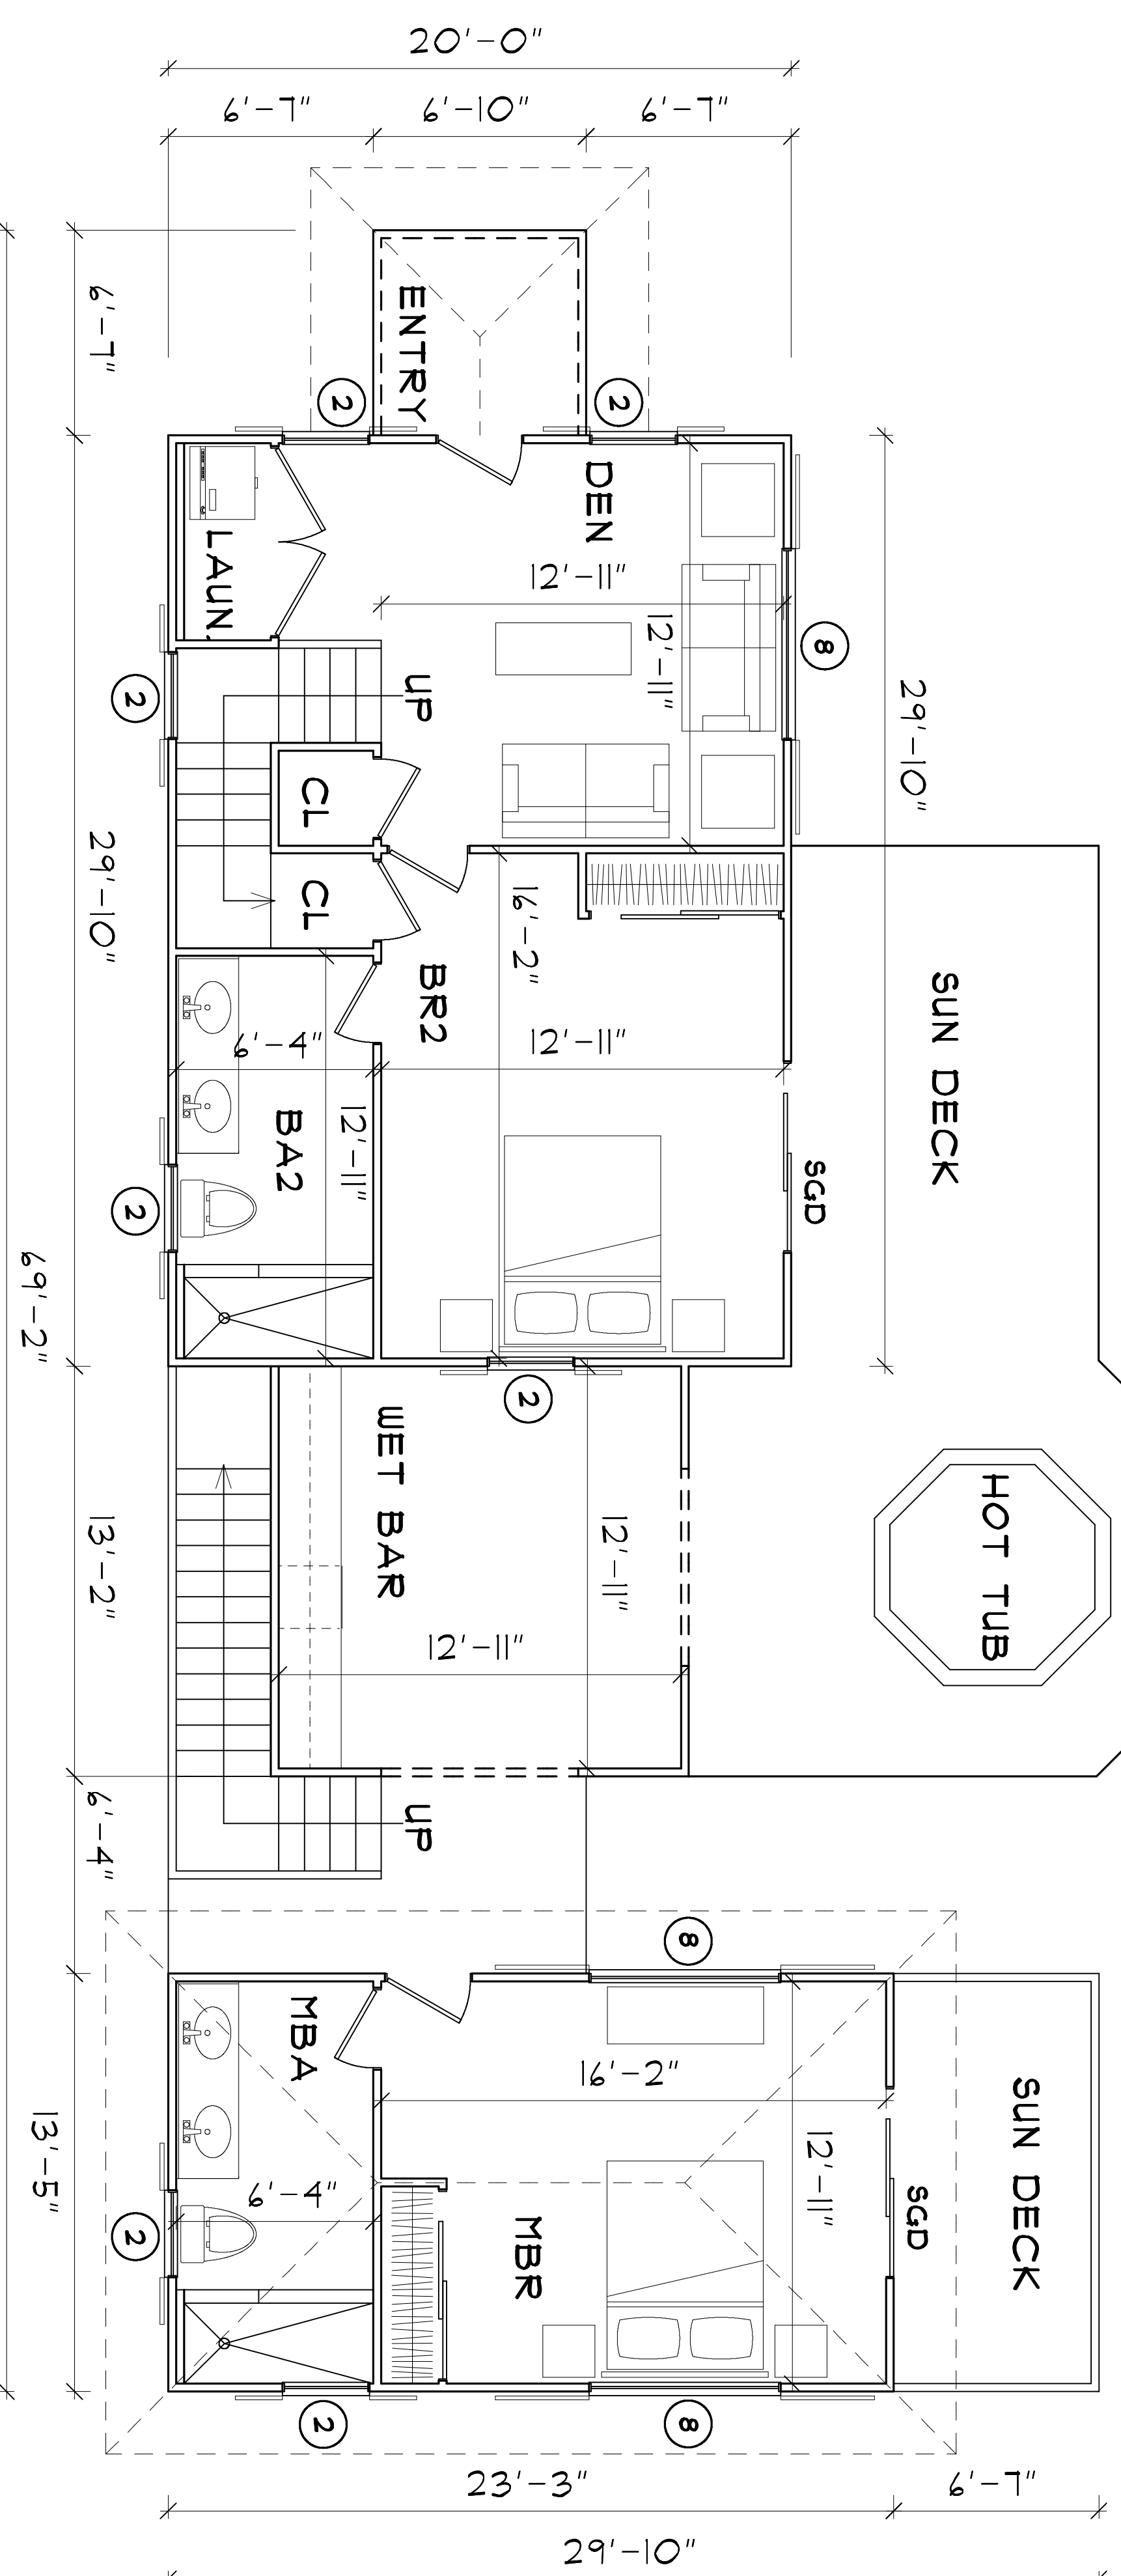 20'-0"
6'-7"
6'-10"
6'-7"
6'-7"
ENTRY
2
2
DEN
12'-11"
12'-11"
8
LAUN.
2
UP
29'-10"
CL
CL
29'-10"
16'-2"
BR2
12'-11"
SUN DECK
6'-4"
BA2
12'-11"
SGD
2
69'-2"
2
WET BAR
12'-11"
12'-11"
HOT TUB
13'-2"
UP
6'-4"
8
MBA
16'-2"
12'-11"
SUN DECK
13'-5"
6'-4"
SGD
2
MBR
2
8
23'-3"
6'-7"
29'-10"